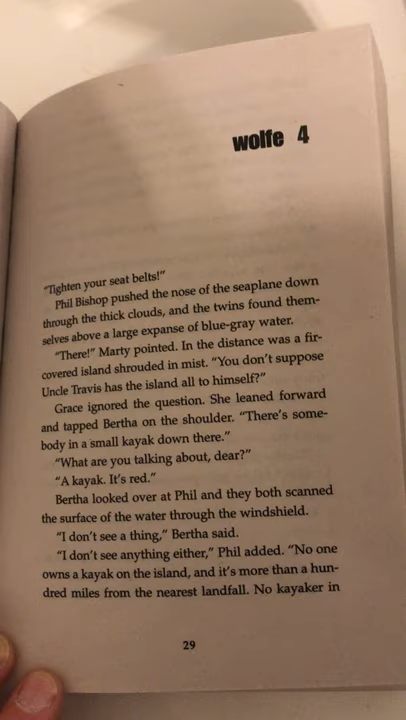 wolfe 4
"Tighten your seat belts!"
Phil Bishop pushed the nose of the seaplane down
through the thick clouds, and the twins found them-
selves above a large expanse of blue-gray water.
"There!" Marty pointed. In the distance was a fir-
covered island shrouded in mist. "You don't suppose
Uncle Travis has the island all to himself?"
Grace ignored the question. She leaned forward
and tapped Bertha on the shoulder. "There's some-
body in a small kayak down there."
"What are you talking about, dear?"
"A kayak. It's red."
Bertha looked over at Phil and they both scanned
the surface of the water through the windshield.
"I don't see a thing," Bertha said.
"I don't see anything either," Phil added. "No one
owns a kayak on the island, and it's more than a hun-
dred miles from the nearest landfall. No kayaker in
29